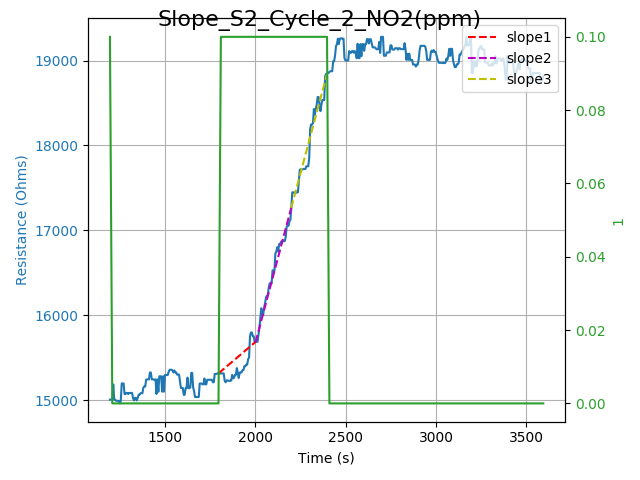 Slope_S2_Cycle_2_NO2(ppm)
slope1
slope2
slope3
Resistance (Ohms)
19000
18000
17000
16000
15000
0.10
0.08
0.06
0.04
0.02
0.00
1
1500 2000 2500 3000 3500
Time (s)